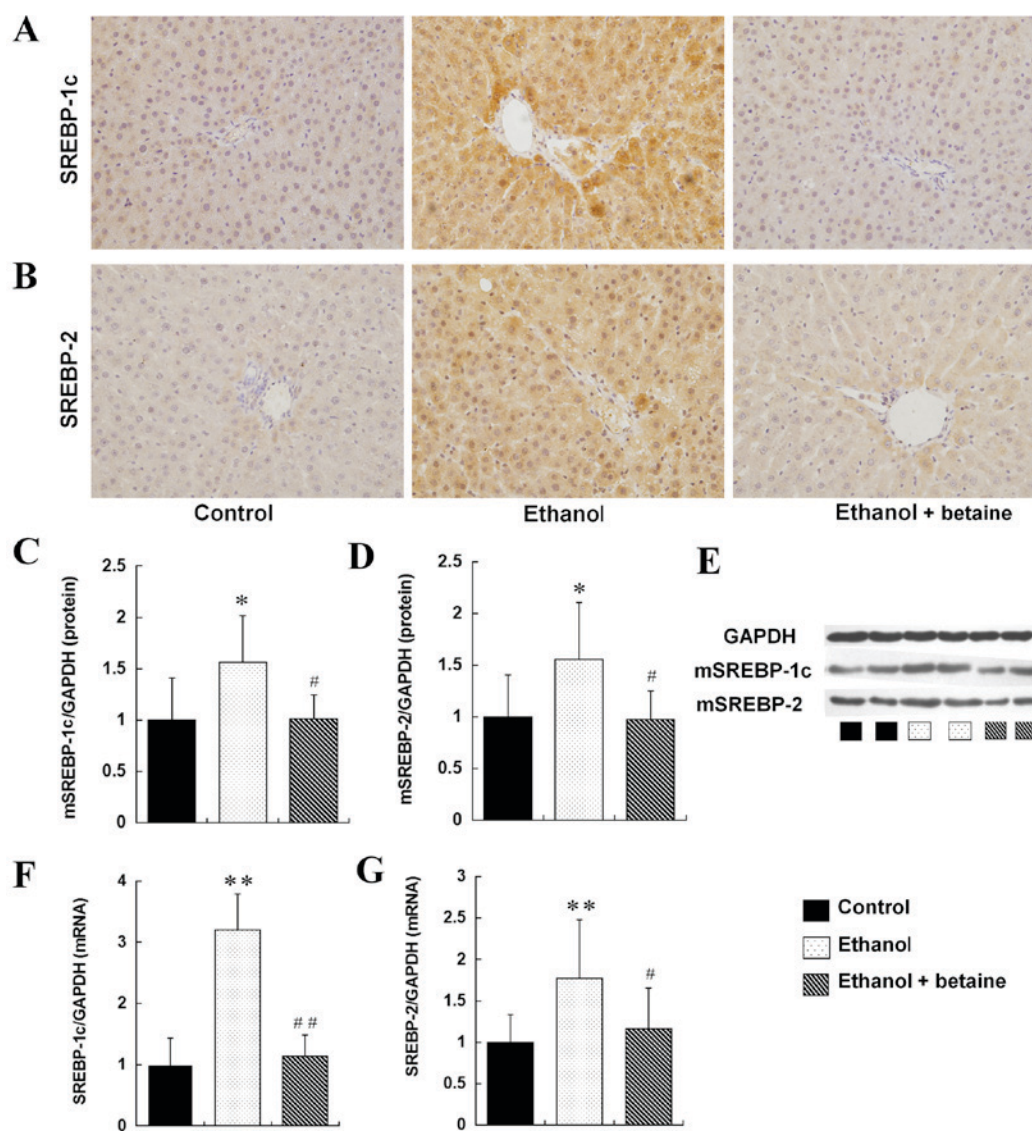 A
SREBP-1c
B
SREBP-2
Control
Ethanol
Ethanol + betaine
C
mSREBP-1c/GAPDH (protein)
2.5
2
1.5
1
0.5
0
*
#
D
mSREBP-2/GAPDH (protein)
2.5
2
1.5
1
0.5
0
*
#
E
GAPDH
mSREBP-1c
mSREBP-2
F
SREBP-1c/GAPDH (mRNA)
4
3
2
1
0
**
##
G
SREBP-2/GAPDH (mRNA)
3
2.5
2
1.5
1
0.5
0
**
#
Control
Ethanol
Ethanol + betaine